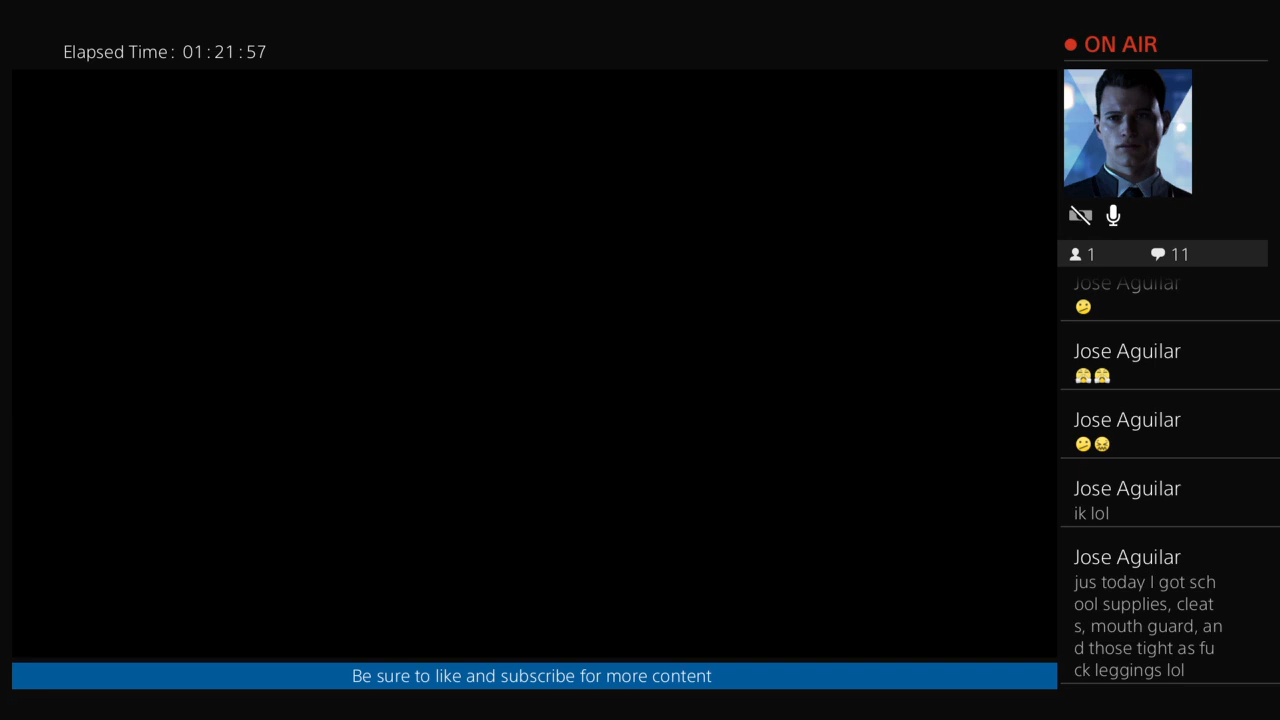 Elapsed Time: 01:21:57
ON AIR
1 11
Jose Aguilar
Jose Aguilar
Jose Aguilar
Jose Aguilar
ik lol
Jose Aguilar
jus today I got sch
ool supplies, cleat
s, mouth guard, an
d those tight as fu
ck leggings lol
Be sure to like and subscribe for more content